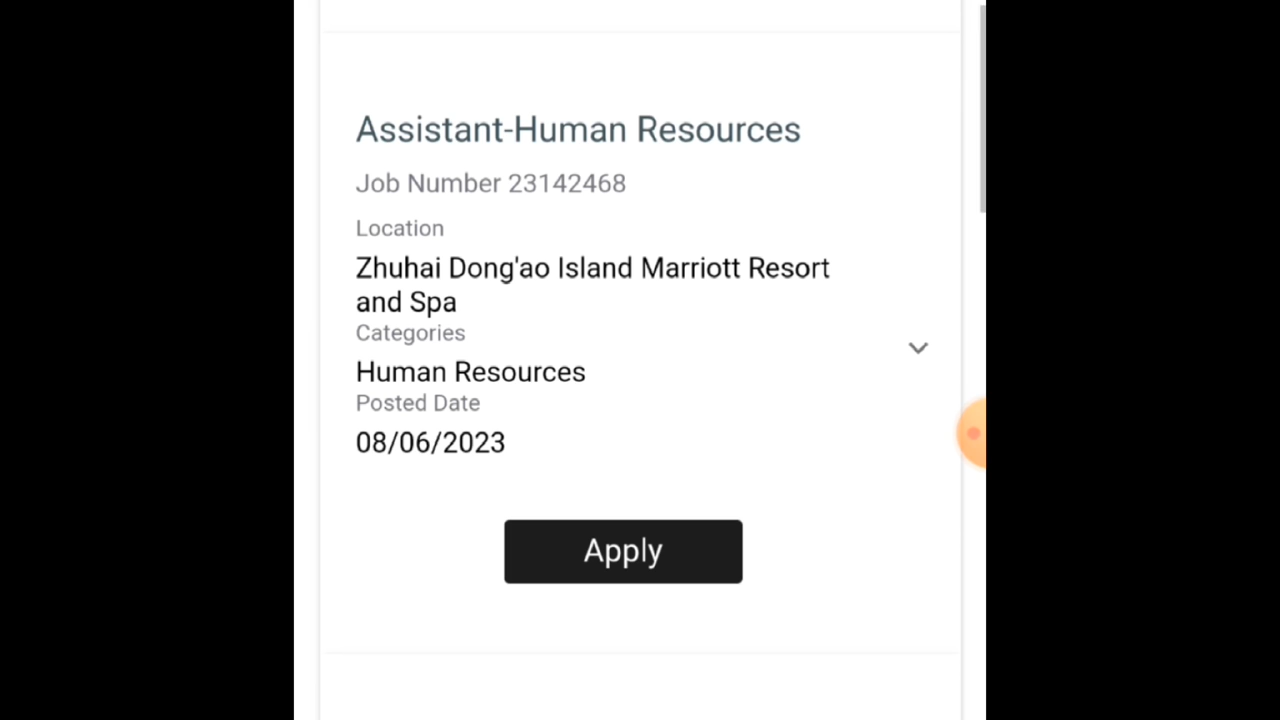 Assistant-Human Resources
Job Number 23142468
Location
Zhuhai Dong'ao Island Marriott Resort
and Spa
Categories
Human Resources
Posted Date
08/06/2023
Apply